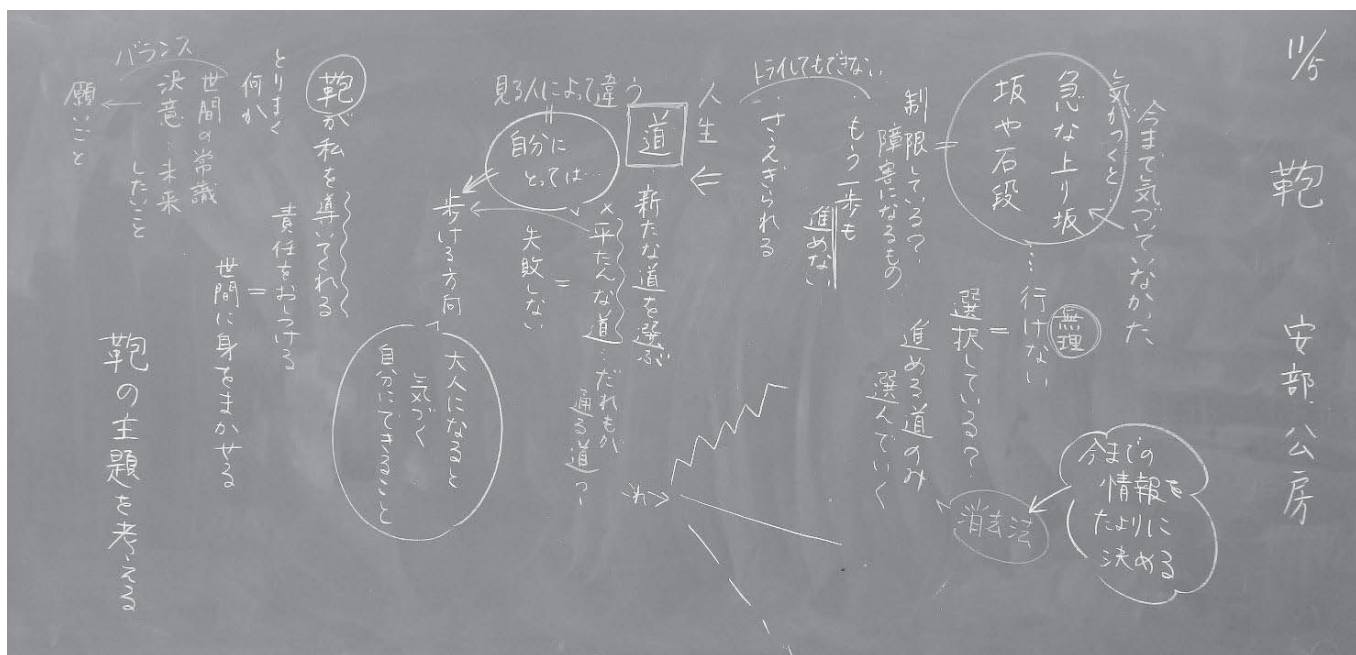 11/5
鞄
安部公房
今まで気づいていなかった
気がつくと…
急な上り坂
坂や石段
…行けない
無理
=
選択している?
進める道のみ
選んでいく
消去法
今までの
情報を
たよりに
決める
=
制限している?
障害になるもの
トライしてもできない
・もう一歩も
進めない
・さえぎられる
人生
⇐
道
新たな道を選ぶ
見る人によって違う
=
自分に
とっては…
×平たんな道…だれもが
通る道?
=
失敗しない
歩ける方向
大人になると
気づく
自分にできること
鞄が私を導いてくれる
責任をおしつける
=
世間に身をまかせる
とりまく
何か
バランス
世間の常識
決意・未来
したいこと
願いごと
鞄の主題を考える